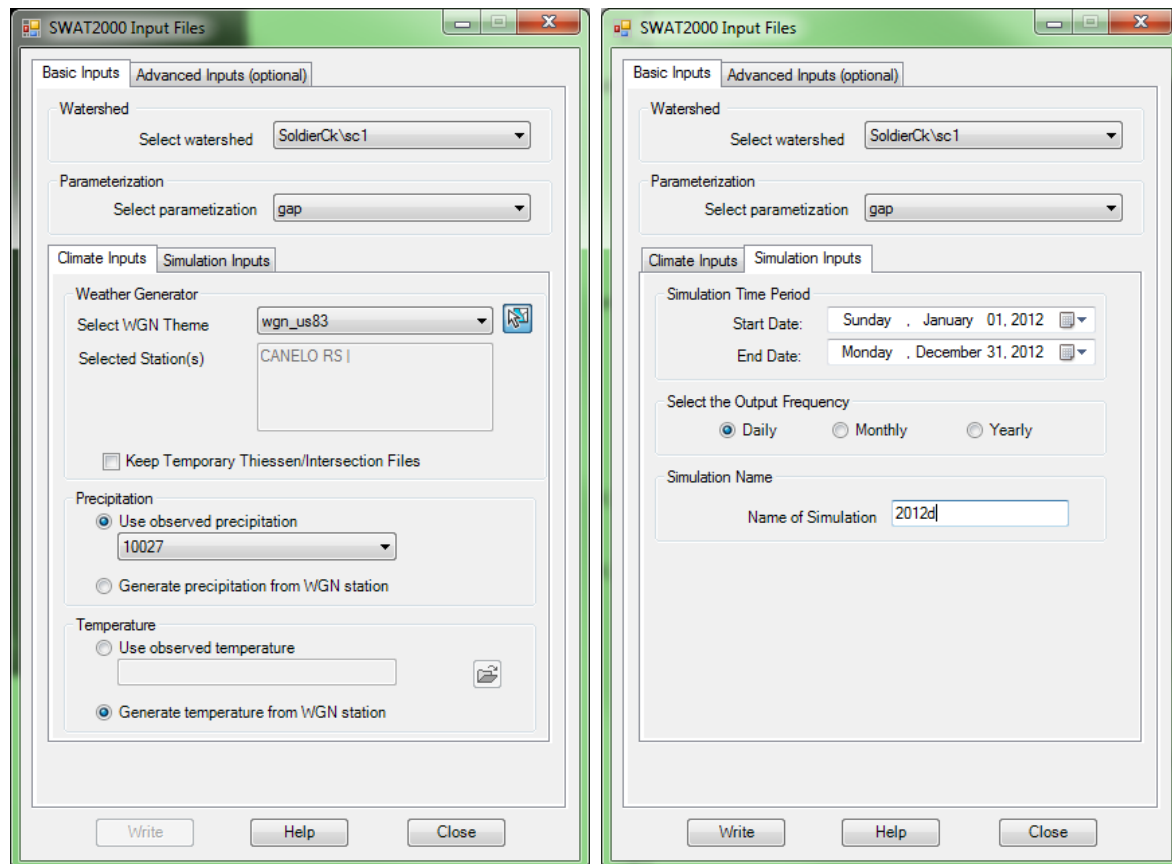 SWAT2000 Input Files
Basic Inputs
Advanced Inputs (optional)
Watershed
Select watershed
SoldierCk\sc1
Parameterization
Select parametization
gap
Climate Inputs
Simulation Inputs
Weather Generator
Select WGN Theme
wgn_us83
Selected Station(s)
CANELO RS |
Keep Temporary Thiessen/Intersection Files
Precipitation
Use observed precipitation
10027
Generate precipitation from WGN station
Temperature
Use observed temperature
Generate temperature from WGN station
Write
Help
Close
SWAT2000 Input Files
Basic Inputs
Advanced Inputs (optional)
Watershed
Select watershed
SoldierCk\sc1
Parameterization
Select parametization
gap
Climate Inputs
Simulation Inputs
Simulation Time Period
Start Date:
Sunday , January 01, 2012
End Date:
Monday , December 31, 2012
Select the Output Frequency
Daily
Monthly
Yearly
Simulation Name
Name of Simulation
2012d
Write
Help
Close